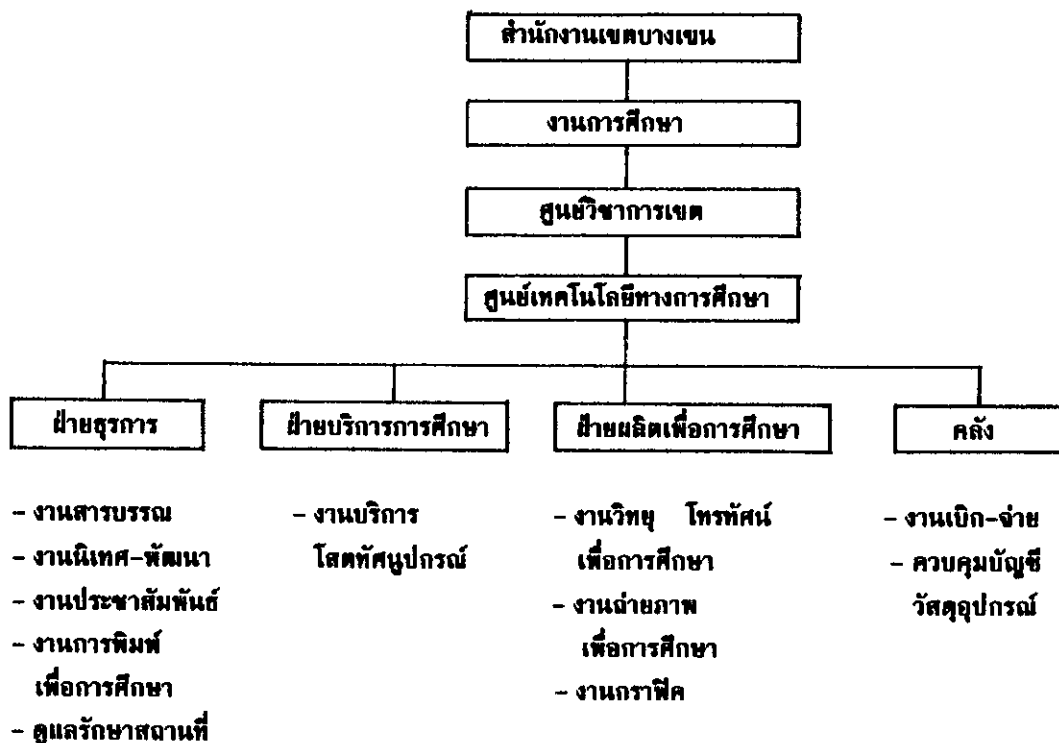 สำนักงานเขตบางเขน
งานการศึกษา
ศูนย์วิชาการเขต
ศูนย์เทคโนโลยีทางการศึกษา
ฝ่ายธุรการ
ฝ่ายบริการการศึกษา
ฝ่ายผลิตเพื่อการศึกษา
คลัง
- งานสารบรรณ
- งานนิเทศ-พัฒนา
- งานประชาสัมพันธ์
- งานการพิมพ์
เพื่อการศึกษา
- ดูแลรักษาสถานที่
- งานบริการ
โสตทัศนูปกรณ์
- งานวิทยุ โทรทัศน์
เพื่อการศึกษา
- งานถ่ายภาพ
เพื่อการศึกษา
- งานกราฟิค
- งานเบิก-จ่าย
- ควบคุมบัญชี
วัสดุอุปกรณ์